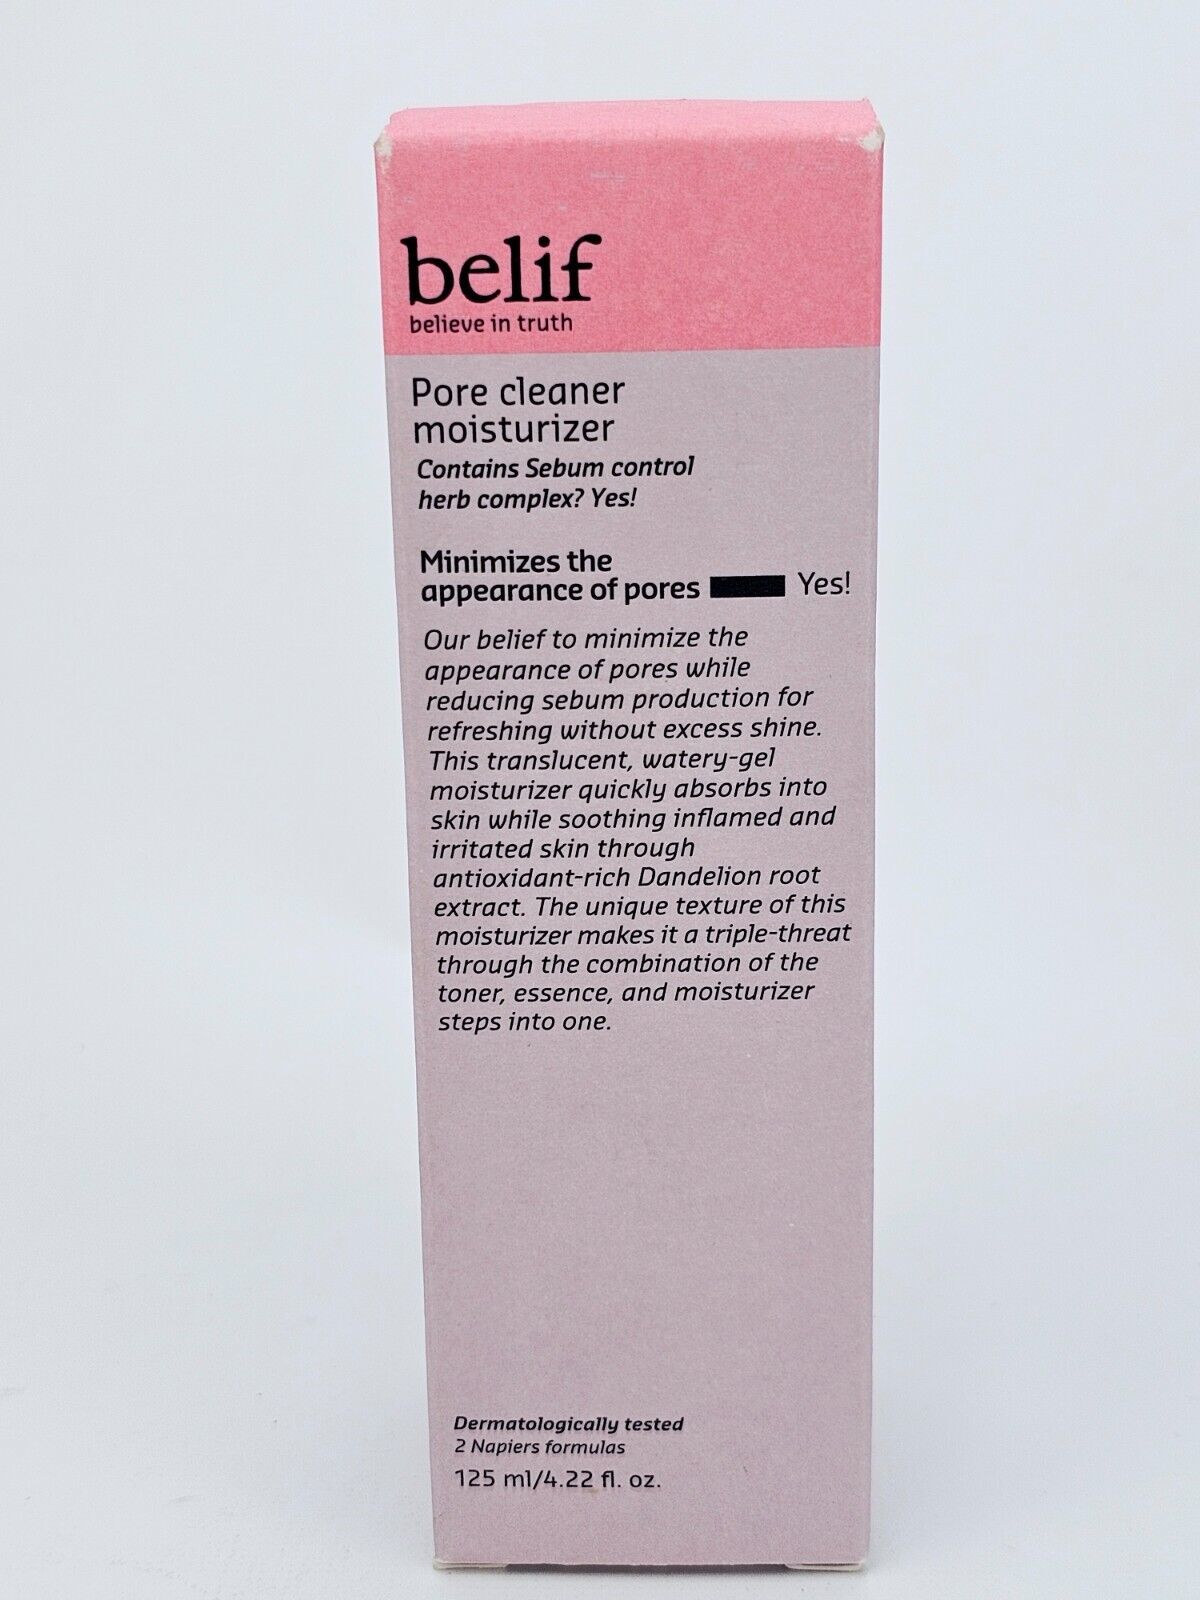 belif
believe in truth
Pore cleaner
moisturizer
Contains Sebum control
herb complex? Yes!
Minimizes the
appearance of pores Yes!
Our belief to minimize the
appearance of pores while
reducing sebum production for
refreshing without excess shine.
This translucent, watery-gel
moisturizer quickly absorbs into
skin while soothing inflamed and
irritated skin through
antioxidant-rich Dandelion root
extract. The unique texture of this
moisturizer makes it a triple-threat
through the combination of the
toner, essence, and moisturizer
steps into one.
Dermatologically tested
2 Napiers formulas
125 ml/4.22 fl. oz.